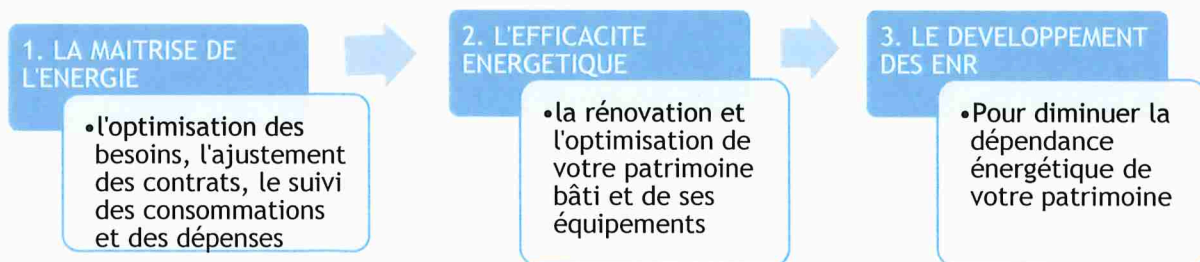 1. LA MAITRISE DE
L'ENERGIE
•l'optimisation des
besoins, l'ajustement
des contrats, le suivi
des consommations
et des dépenses
2. L'EFFICACITE
ENERGETIQUE
•la rénovation et
l'optimisation de
votre patrimoine
bâti et de ses
équipements
3. LE DEVELOPPEMENT
DES ENR
•Pour diminuer la
dépendance
énergétique de
votre patrimoine